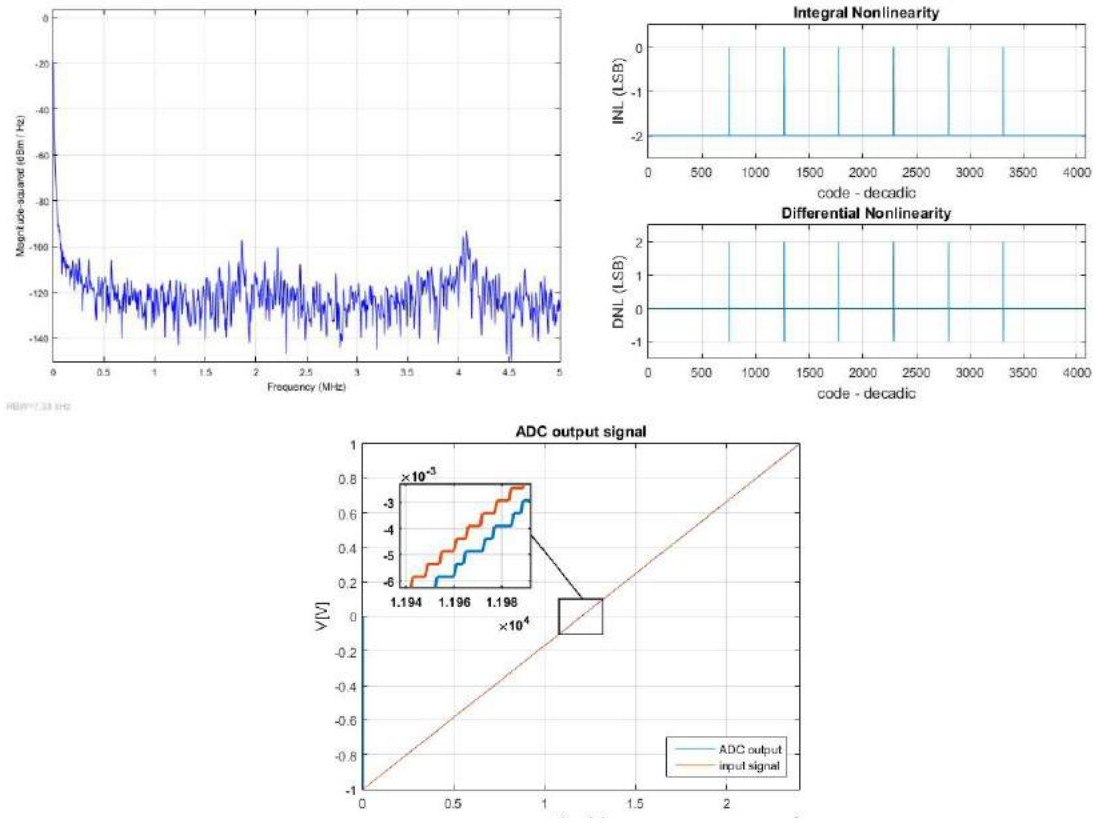 0
-20
-40
-60
-80
-100
-120
-140
Magnitude-squared (dBm / Hz)
0 0.5 1 1.5 2 2.5 3 3.5 4 4.5 5
Frequency (MHz)
Integral Nonlinearity
0
-1
-2
INL (LSB)
0 500 1000 1500 2000 2500 3000 3500 4000
code - decadic
Differential Nonlinearity
2
1
0
-1
DNL (LSB)
0 500 1000 1500 2000 2500 3000 3500 4000
code - decadic
ADC output signal
1
0.8
0.6
0.4
0.2
0
-0.2
-0.4
-0.6
-0.8
-1
V[V]
×10-3
-3
-4
-5
-6
1.194 1.196 1.198
×104
ADC output
input signal
0 0.5 1 1.5 2